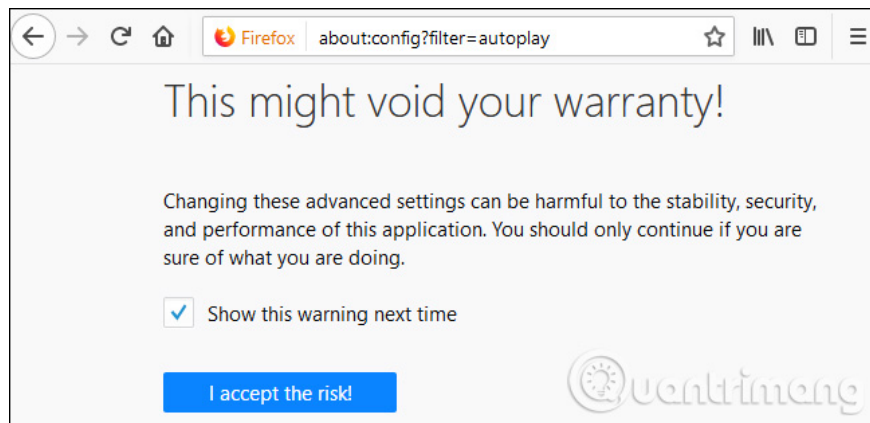 Firefox about:config?filter=autoplay
This might void your warranty!
Changing these advanced settings can be harmful to the stability, security,
and performance of this application. You should only continue if you are
sure of what you are doing.
Show this warning next time
I accept the risk!
Quantrimang